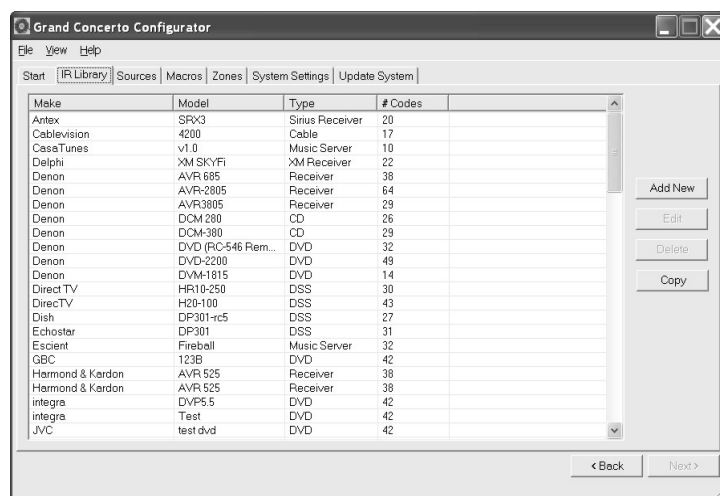 Grand Concerto Configurator
File View Help
Start IR Library Sources Macros Zones System Settings Update System
Make Model Type # Codes
Antex SRX3 Sirius Receiver 20
Cablevision 4200 Cable 17
CasaTunes v1.0 Music Server 10
Delphi XM SKYFi XM Receiver 22
Denon AVR 685 Receiver 38
Denon AVR-2805 Receiver 64
Denon AVR3805 Receiver 29
Denon DCM 280 CD 26
Denon DCM-380 CD 29
Denon DVD (RC-546 Rem... DVD 32
Denon DVD-2200 DVD 49
Denon DVM-1815 DVD 14
Direct TV HR10-250 DSS 30
DirecTV H20-100 DSS 43
Dish DP301-rc5 DSS 27
Echostar DP301 DSS 31
Escient Fireball Music Server 32
GBC 123B DVD 42
Harmond & Kardon AVR 525 Receiver 38
Harmond & Kardon AVR 525 Receiver 38
integra DVP5.5 DVD 42
integra Test DVD 42
JVC test dvd DVD 42
Add New
Edit
Delete
Copy
< Back Next >